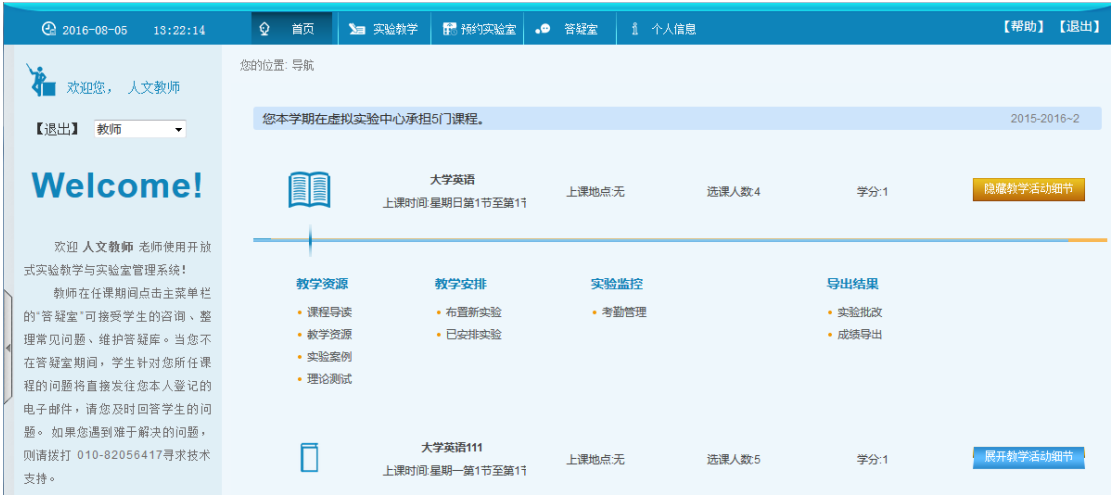 2016-08-05 13:22:14 首页 实验教学 预约实验室 答疑室 个人信息 【帮助】 【退出】
欢迎您， 人文教师
【退出】 教师
Welcome!
欢迎 人文教师 老师使用开放
式实验教学与实验室管理系统!
教师在任课期间点击主菜单栏
的"答疑室"可接受学生的咨询、整
理常见问题、维护答疑库。当您不
在答疑室期间，学生针对您所任课
程的问题将直接发往您本人登记的
电子邮件，请您及时回答学生的问
题。 如果您遇到难于解决的问题，
则请拨打 010-82056417寻求技术
支持。
您的位置: 导航
您本学期在虚拟实验中心承担5门课程。 2015-2016~2
大学英语
上课时间:星期日第1节至第1节 上课地点:无 选课人数:4 学分:1 隐藏教学活动细节
教学资源 教学安排 实验监控 导出结果
课程导读 布置新实验 考勤管理 实验批改
教学资源 已安排实验 成绩导出
实验案例
理论测试
大学英语111
上课时间:星期一第1节至第1节 上课地点:无 选课人数:5 学分:1 展开教学活动细节